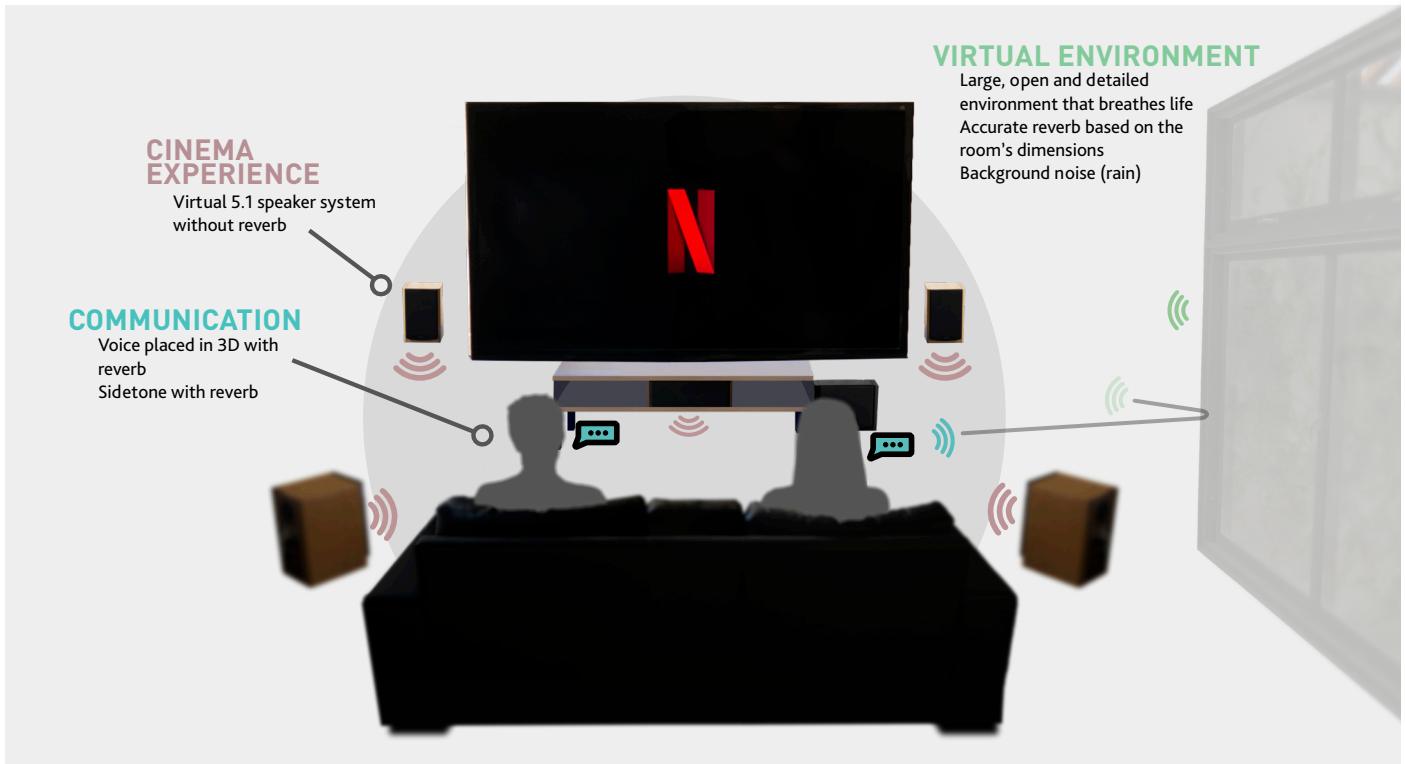 VIRTUAL ENVIRONMENT
Large, open and detailed
environment that breathes life
Accurate reverb based on the
room's dimensions
Background noise (rain)
CINEMA
EXPERIENCE
Virtual 5.1 speaker system
without reverb
N
COMMUNICATION
Voice placed in 3D with
reverb
Sidetone with reverb